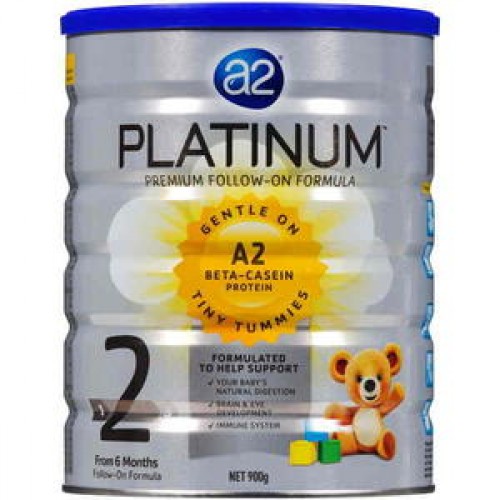 a2
PLATINUM™
PREMIUM FOLLOW-ON FORMULA
GENTLE ON
A2
BETA-CASEIN
PROTEIN
TINY TUMMIES
2
FORMULATED
TO HELP SUPPORT
✓ YOUR BABY'S
NATURAL DIGESTION
✓ BRAIN & EYE
DEVELOPMENT
✓ IMMUNE SYSTEM
From 6 Months
Follow-On Formula
NET 900g